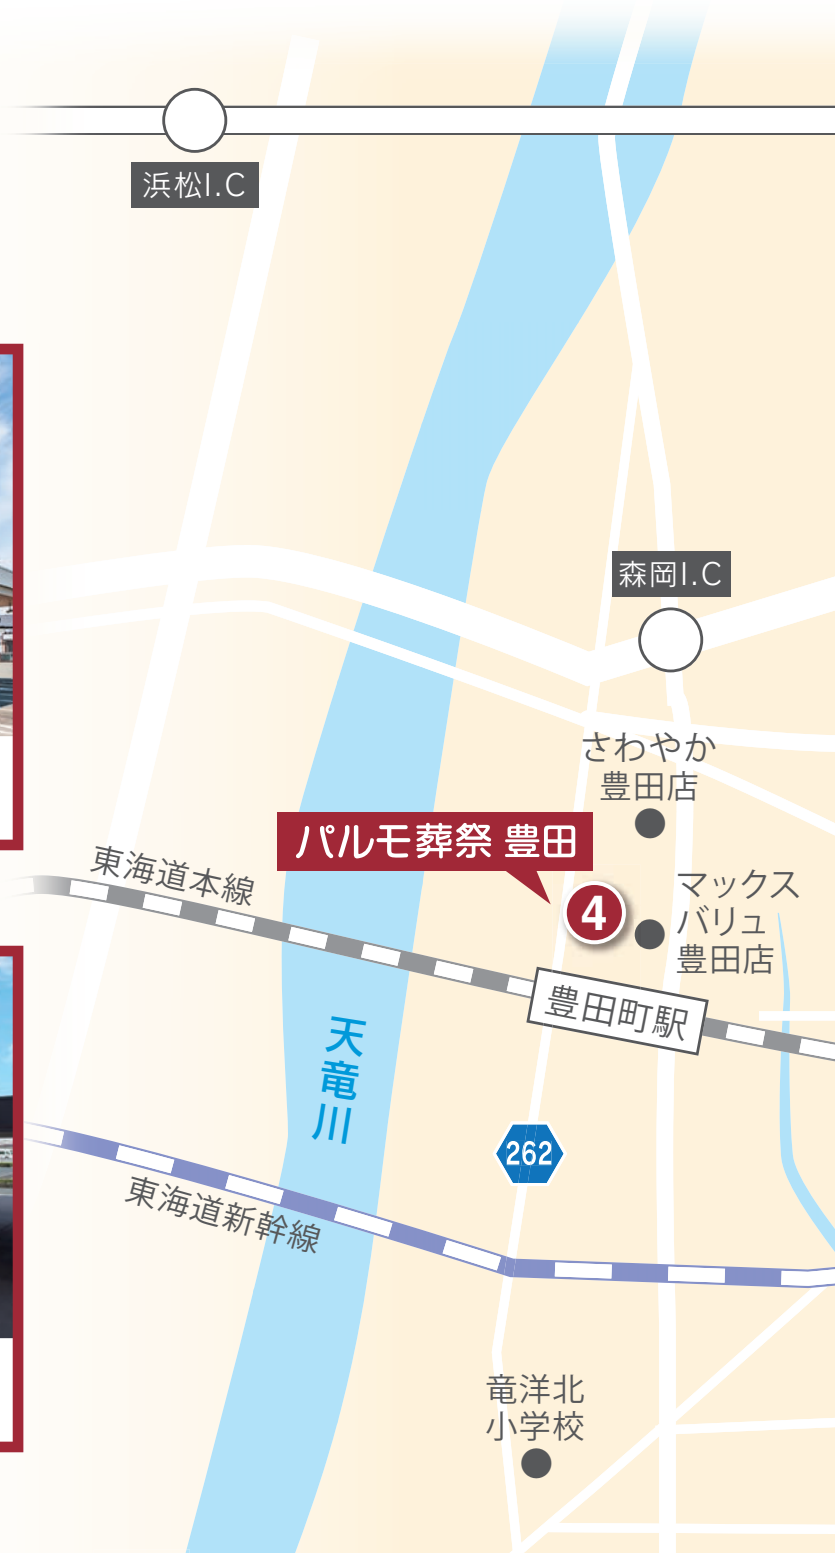 浜松I.C
森岡I.C
さわやか
豊田店
パルモ葬祭 豊田
4
マックス
バリュ
豊田店
東海道本線
豊田町駅
天竜川
262
東海道新幹線
竜洋北
小学校